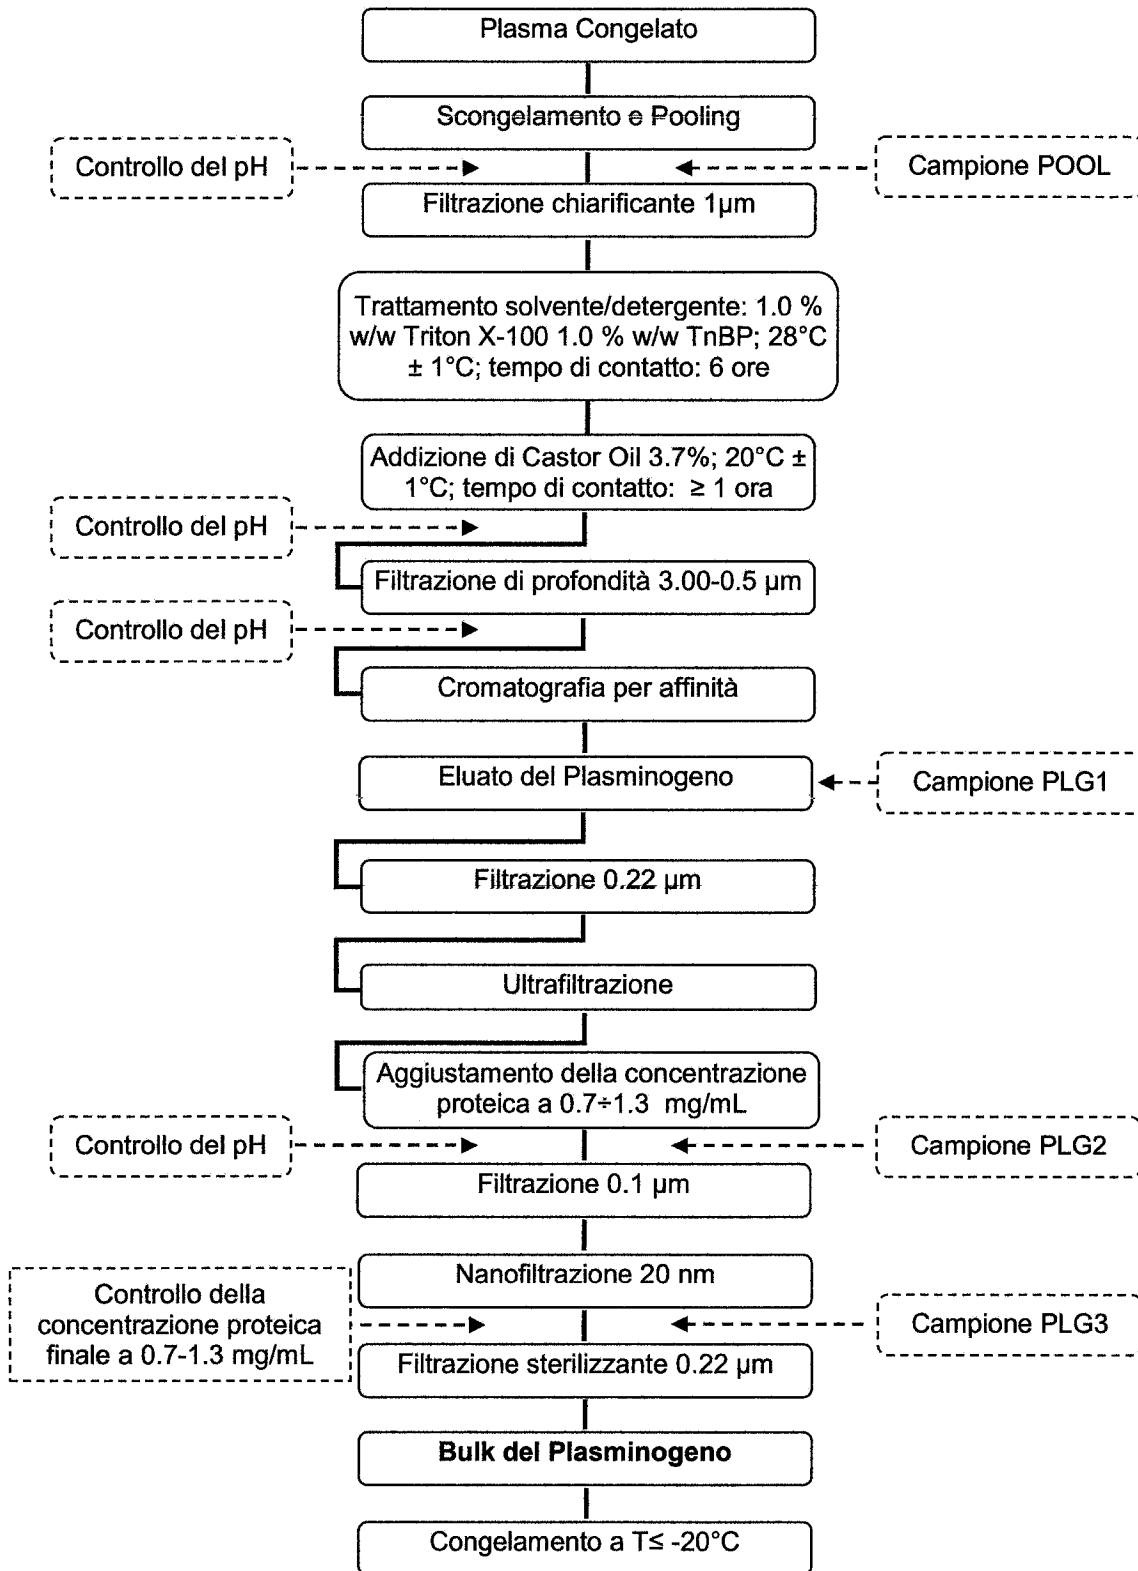 Plasma Congelato
Scongelamento e Pooling
Controllo del pH
Campione POOL
Filtrazione chiarificante 1µm
Trattamento solvente/detergente: 1.0 %
w/w Triton X-100 1.0 % w/w TnBP; 28°C
± 1°C; tempo di contatto: 6 ore
Addizione di Castor Oil 3.7%; 20°C ±
1°C; tempo di contatto: ≥ 1 ora
Controllo del pH
Filtrazione di profondità 3.00-0.5 µm
Controllo del pH
Cromatografia per affinità
Eluato del Plasminogeno
Campione PLG1
Filtrazione 0.22 µm
Ultrafiltrazione
Aggiustamento della concentrazione
proteica a 0.7÷1.3 mg/mL
Controllo del pH
Campione PLG2
Filtrazione 0.1 µm
Nanofiltrazione 20 nm
Controllo della
concentrazione proteica
finale a 0.7-1.3 mg/mL
Campione PLG3
Filtrazione sterilizzante 0.22 µm
Bulk del Plasminogeno
Congelamento a T≤ -20°C